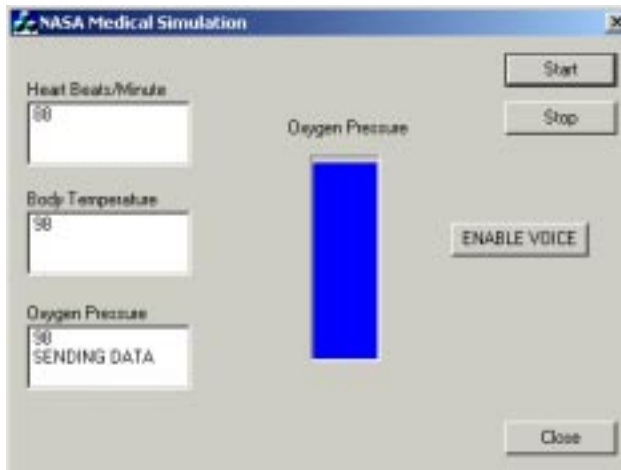 NASA Medical Simulation
Heart Beats/Minute
Body Temperature
98
Oxygen Pressure
98
SENDING DATA
Oxygen Pressure
Start
Stop
ENABLE VOICE
Close